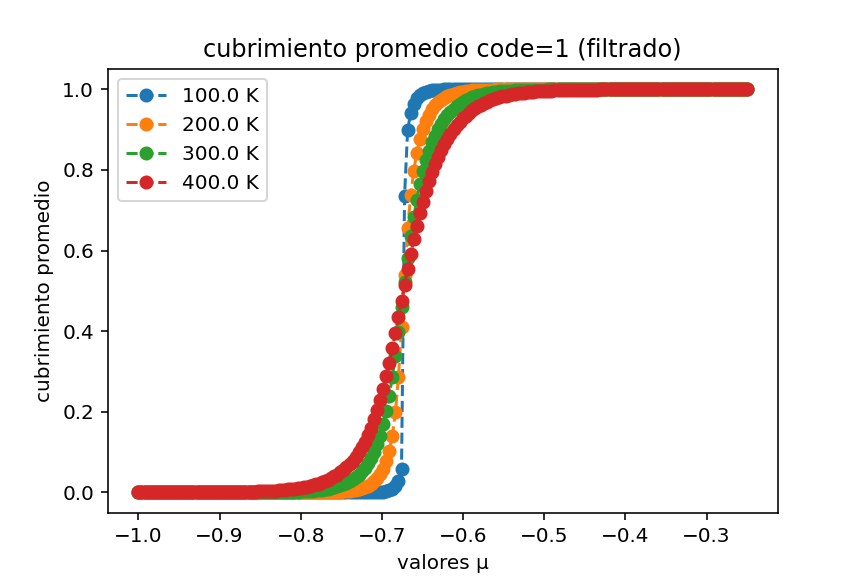 cubrimiento promedio code=1 (filtrado)
cubrimiento promedio
1.0
0.8
0.6
0.4
0.2
0.0
100.0 K
200.0 K
300.0 K
400.0 K
−1.0 −0.9 −0.8 −0.7 −0.6 −0.5 −0.4 −0.3
valores μ